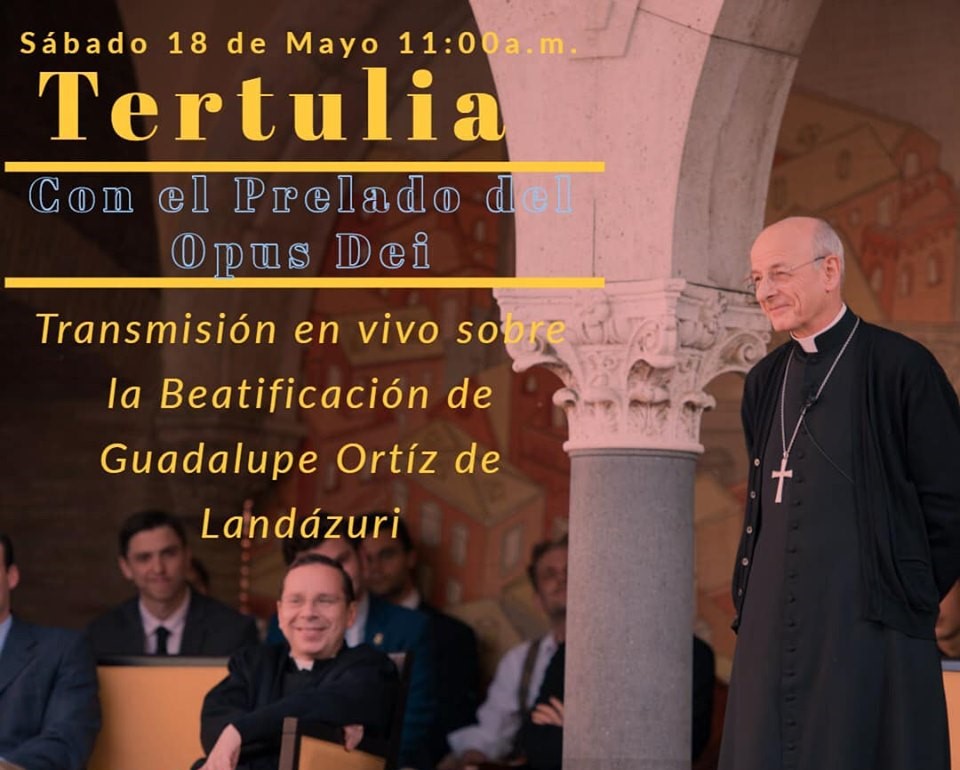 Sábado 18 de Mayo 11:00a.m.
Tertulia
Con el Prelado del
Opus Dei
Transmisión en vivo sobre
la Beatificación de
Guadalupe Ortíz de
Landázuri